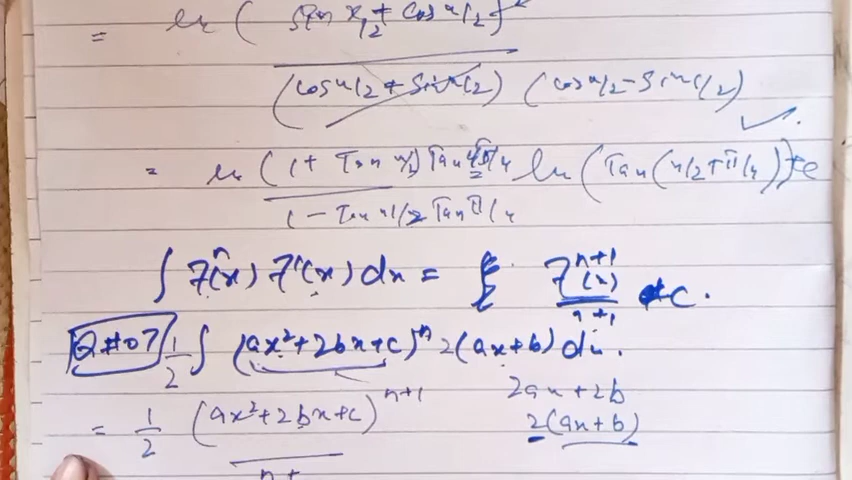 = ln ( Sin x/2 + Cos x/2 )²
(Cos x/2 + Sin x/2) (Cos x/2 - Sin x/2)
= ln ( 1 + Tan x/2 Tan π/4 ln ( Tan ( x/2 + π/4 ) ) + c
1 - Tan x/2 Tan π/4
∫ fⁿ(x) f'(x) dx = f^(n+1)(x) / (n+1) + c.
Q#07 1/2 ∫ (ax² + 2bx + c)ⁿ 2(ax + b) dx.
2ax + 2b
= 1/2 (ax² + 2bx + c)^(n+1) 2(ax + b)
n+